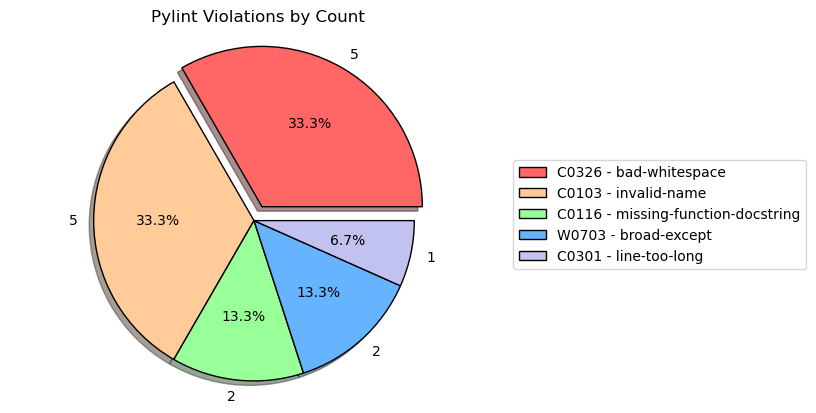 Pylint Violations by Count
5
33.3%
5
33.3%
13.3%
2
13.3%
2
6.7%
1
C0326 - bad-whitespace
C0103 - invalid-name
C0116 - missing-function-docstring
W0703 - broad-except
C0301 - line-too-long